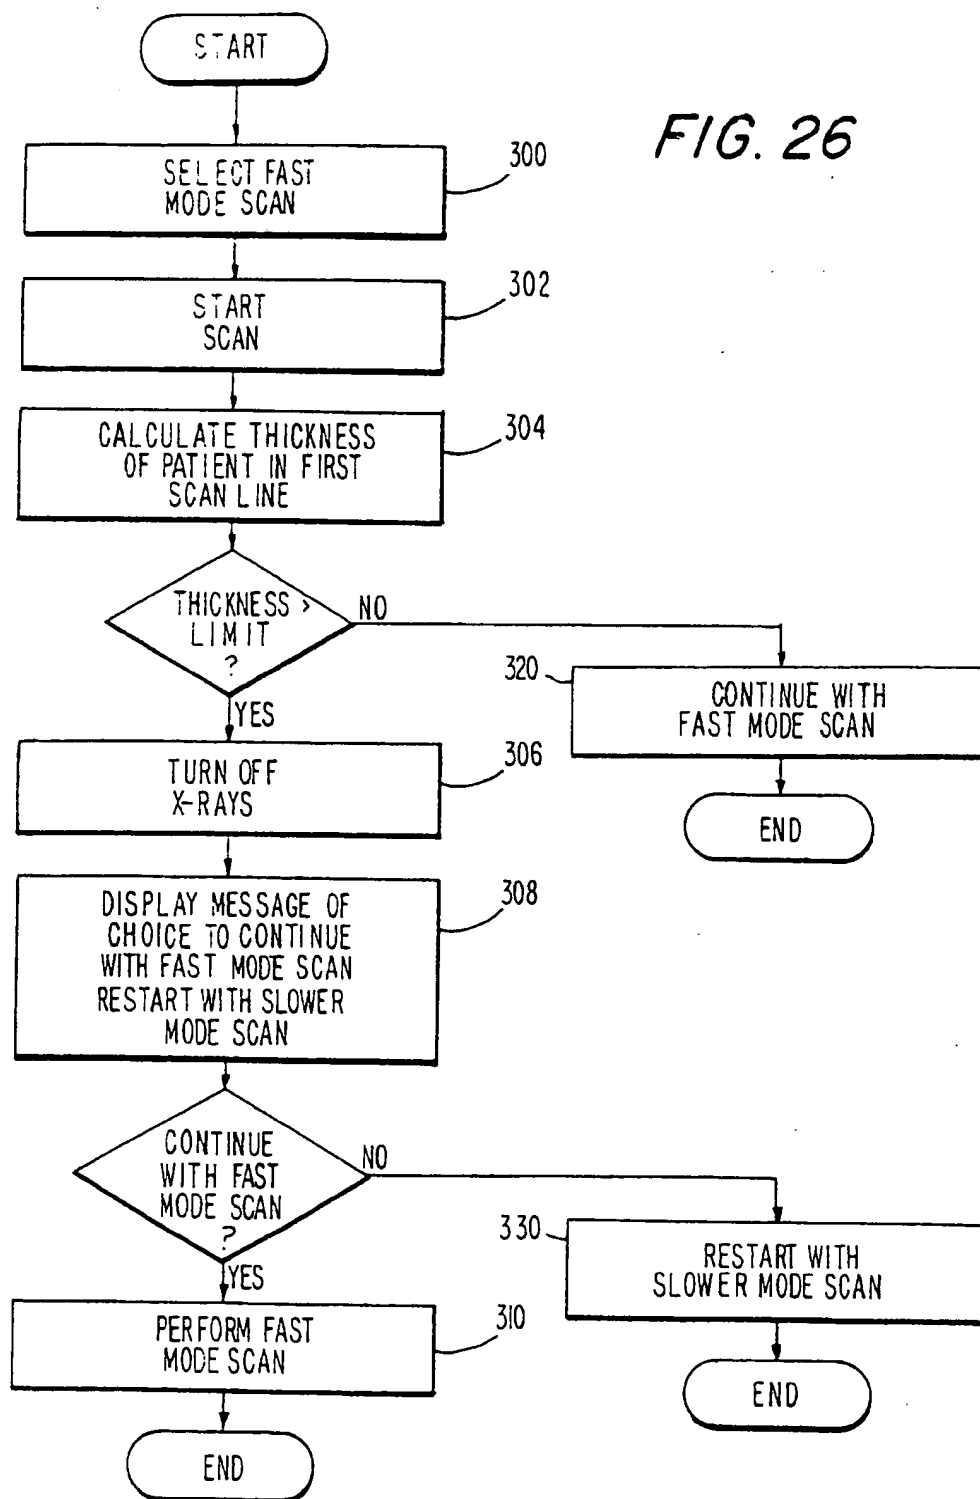 START
FIG. 26
300
SELECT FAST
MODE SCAN
302
START
SCAN
304
CALCULATE THICKNESS
OF PATIENT IN FIRST
SCAN LINE
THICKNESS >
LIMIT
?
NO
YES
320
CONTINUE WITH
FAST MODE SCAN
END
306
TURN OFF
X-RAYS
308
DISPLAY MESSAGE OF
CHOICE TO CONTINUE
WITH FAST MODE SCAN
RESTART WITH SLOWER
MODE SCAN
CONTINUE
WITH FAST
MODE SCAN
?
NO
YES
330
RESTART WITH
SLOWER MODE SCAN
END
310
PERFORM FAST
MODE SCAN
END